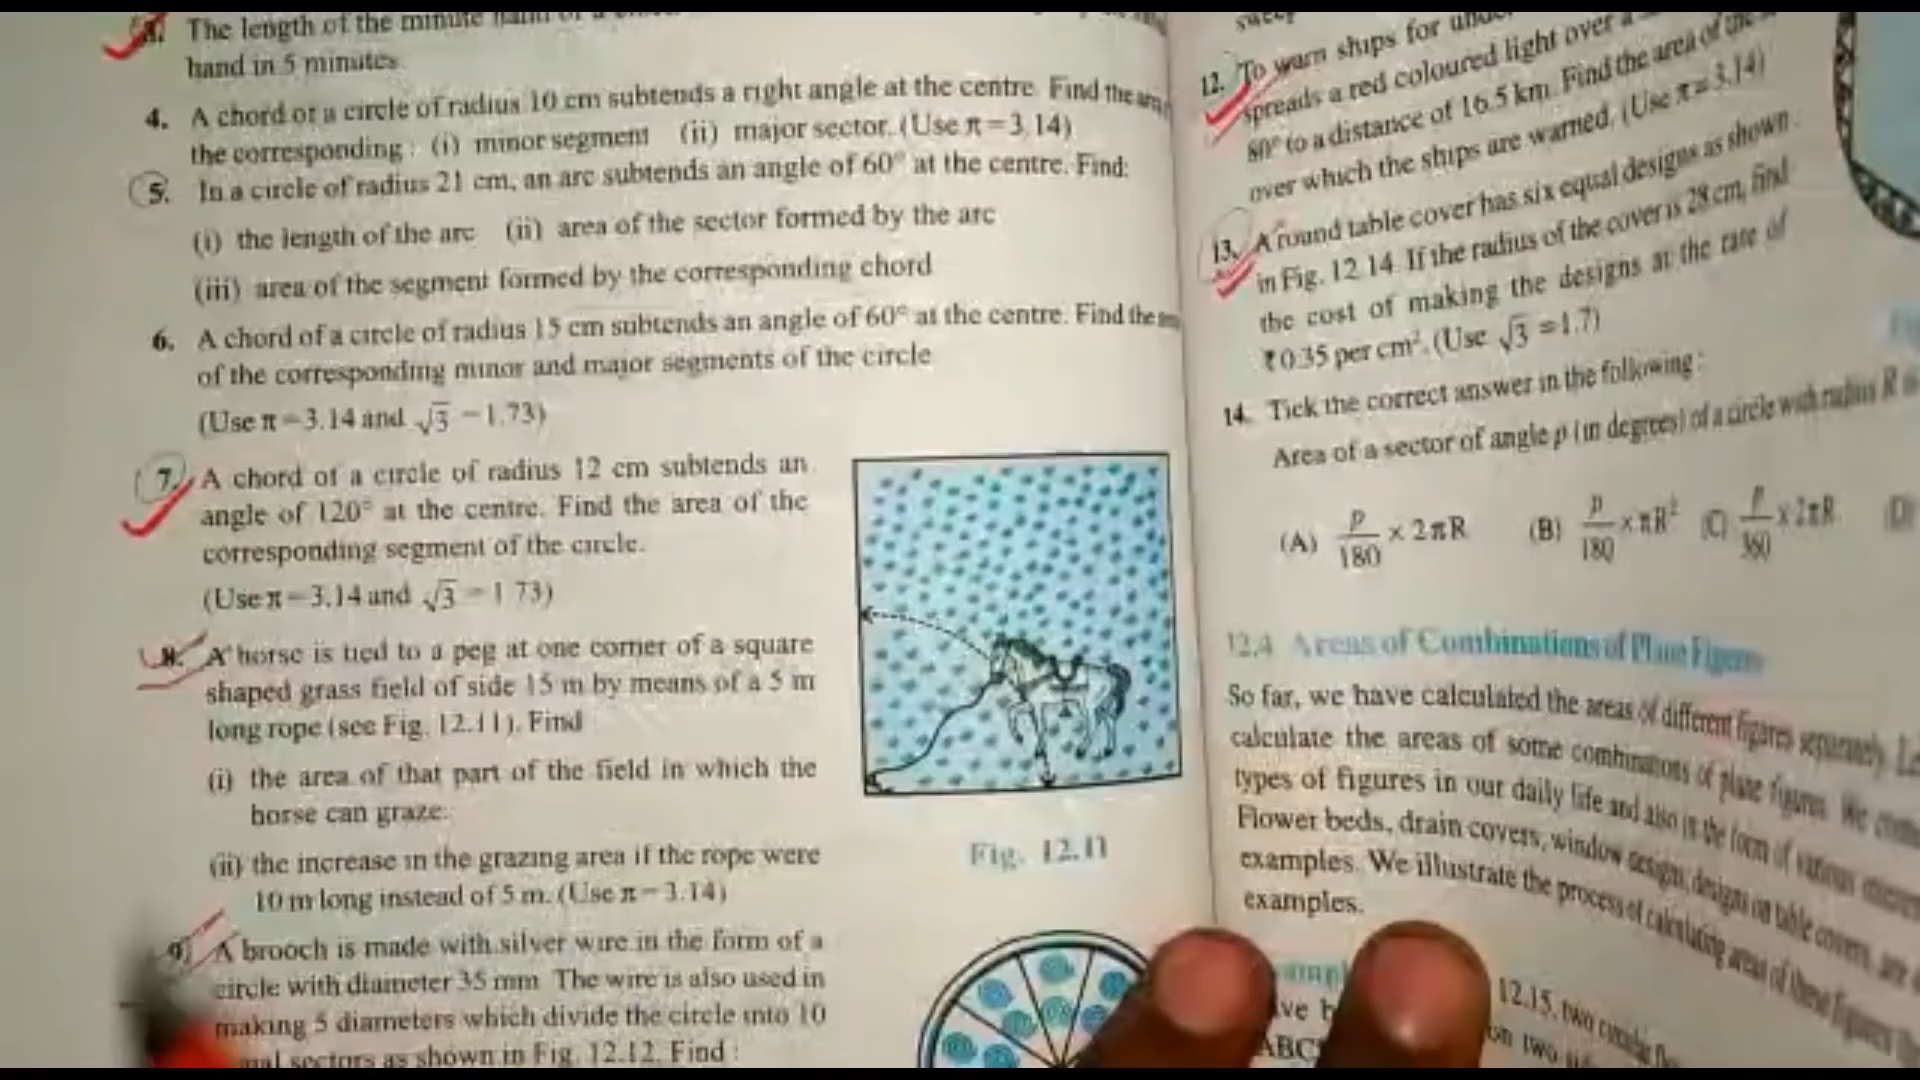 3. The length of the minute hand of a
hand in 5 minutes.
4. A chord of a circle of radius 10 cm subtends a right angle at the centre. Find the area
the corresponding : (i) minor segment (ii) major sector. (Use π = 3.14)
5. In a circle of radius 21 cm, an arc subtends an angle of 60° at the centre. Find:
(i) the length of the arc (ii) area of the sector formed by the arc
(iii) area of the segment formed by the corresponding chord
6. A chord of a circle of radius 15 cm subtends an angle of 60° at the centre. Find the
of the corresponding minor and major segments of the circle
(Use π = 3.14 and √3 = 1.73)
7. A chord of a circle of radius 12 cm subtends an
angle of 120° at the centre. Find the area of the
corresponding segment of the circle.
(Use π = 3.14 and √3 = 1.73)
8. A horse is tied to a peg at one corner of a square
shaped grass field of side 15 m by means of a 5 m
long rope (see Fig. 12.11). Find
(i) the area of that part of the field in which the
horse can graze.
(ii) the increase in the grazing area if the rope were
10 m long instead of 5 m. (Use π = 3.14)
Fig. 12.11
9. A brooch is made with silver wire in the form of a
circle with diameter 35 mm. The wire is also used in
making 5 diameters which divide the circle into 10
sectors as shown in Fig. 12.12. Find :
sweep
12. To warn ships for
spreads a red coloured light over a
80° to a distance of 16.5 km. Find the area of the
over which the ships are warned. (Use π = 3.14)
13. A round table cover has six equal designs as shown
in Fig. 12.14. If the radius of the cover is 28 cm, find
the cost of making the designs at the rate of
₹ 0.35 per cm². (Use √3 = 1.7)
14. Tick the correct answer in the following :
Area of a sector of angle p (in degrees) of a circle with radius R is
(A) p/180 × 2πR (B) p/180 × πR² (C) p/360 × 2πR (D)
12.4 Areas of Combinations of Plane Figures
So far, we have calculated the areas of different figures separately.
calculate the areas of some combinations of plane figures. We
types of figures in our daily life and also in the form of various
Flower beds, drain covers, window designs, designs on table covers, are
examples. We illustrate the process of calculating areas of these figures
examples.
12.15, two circular
on two